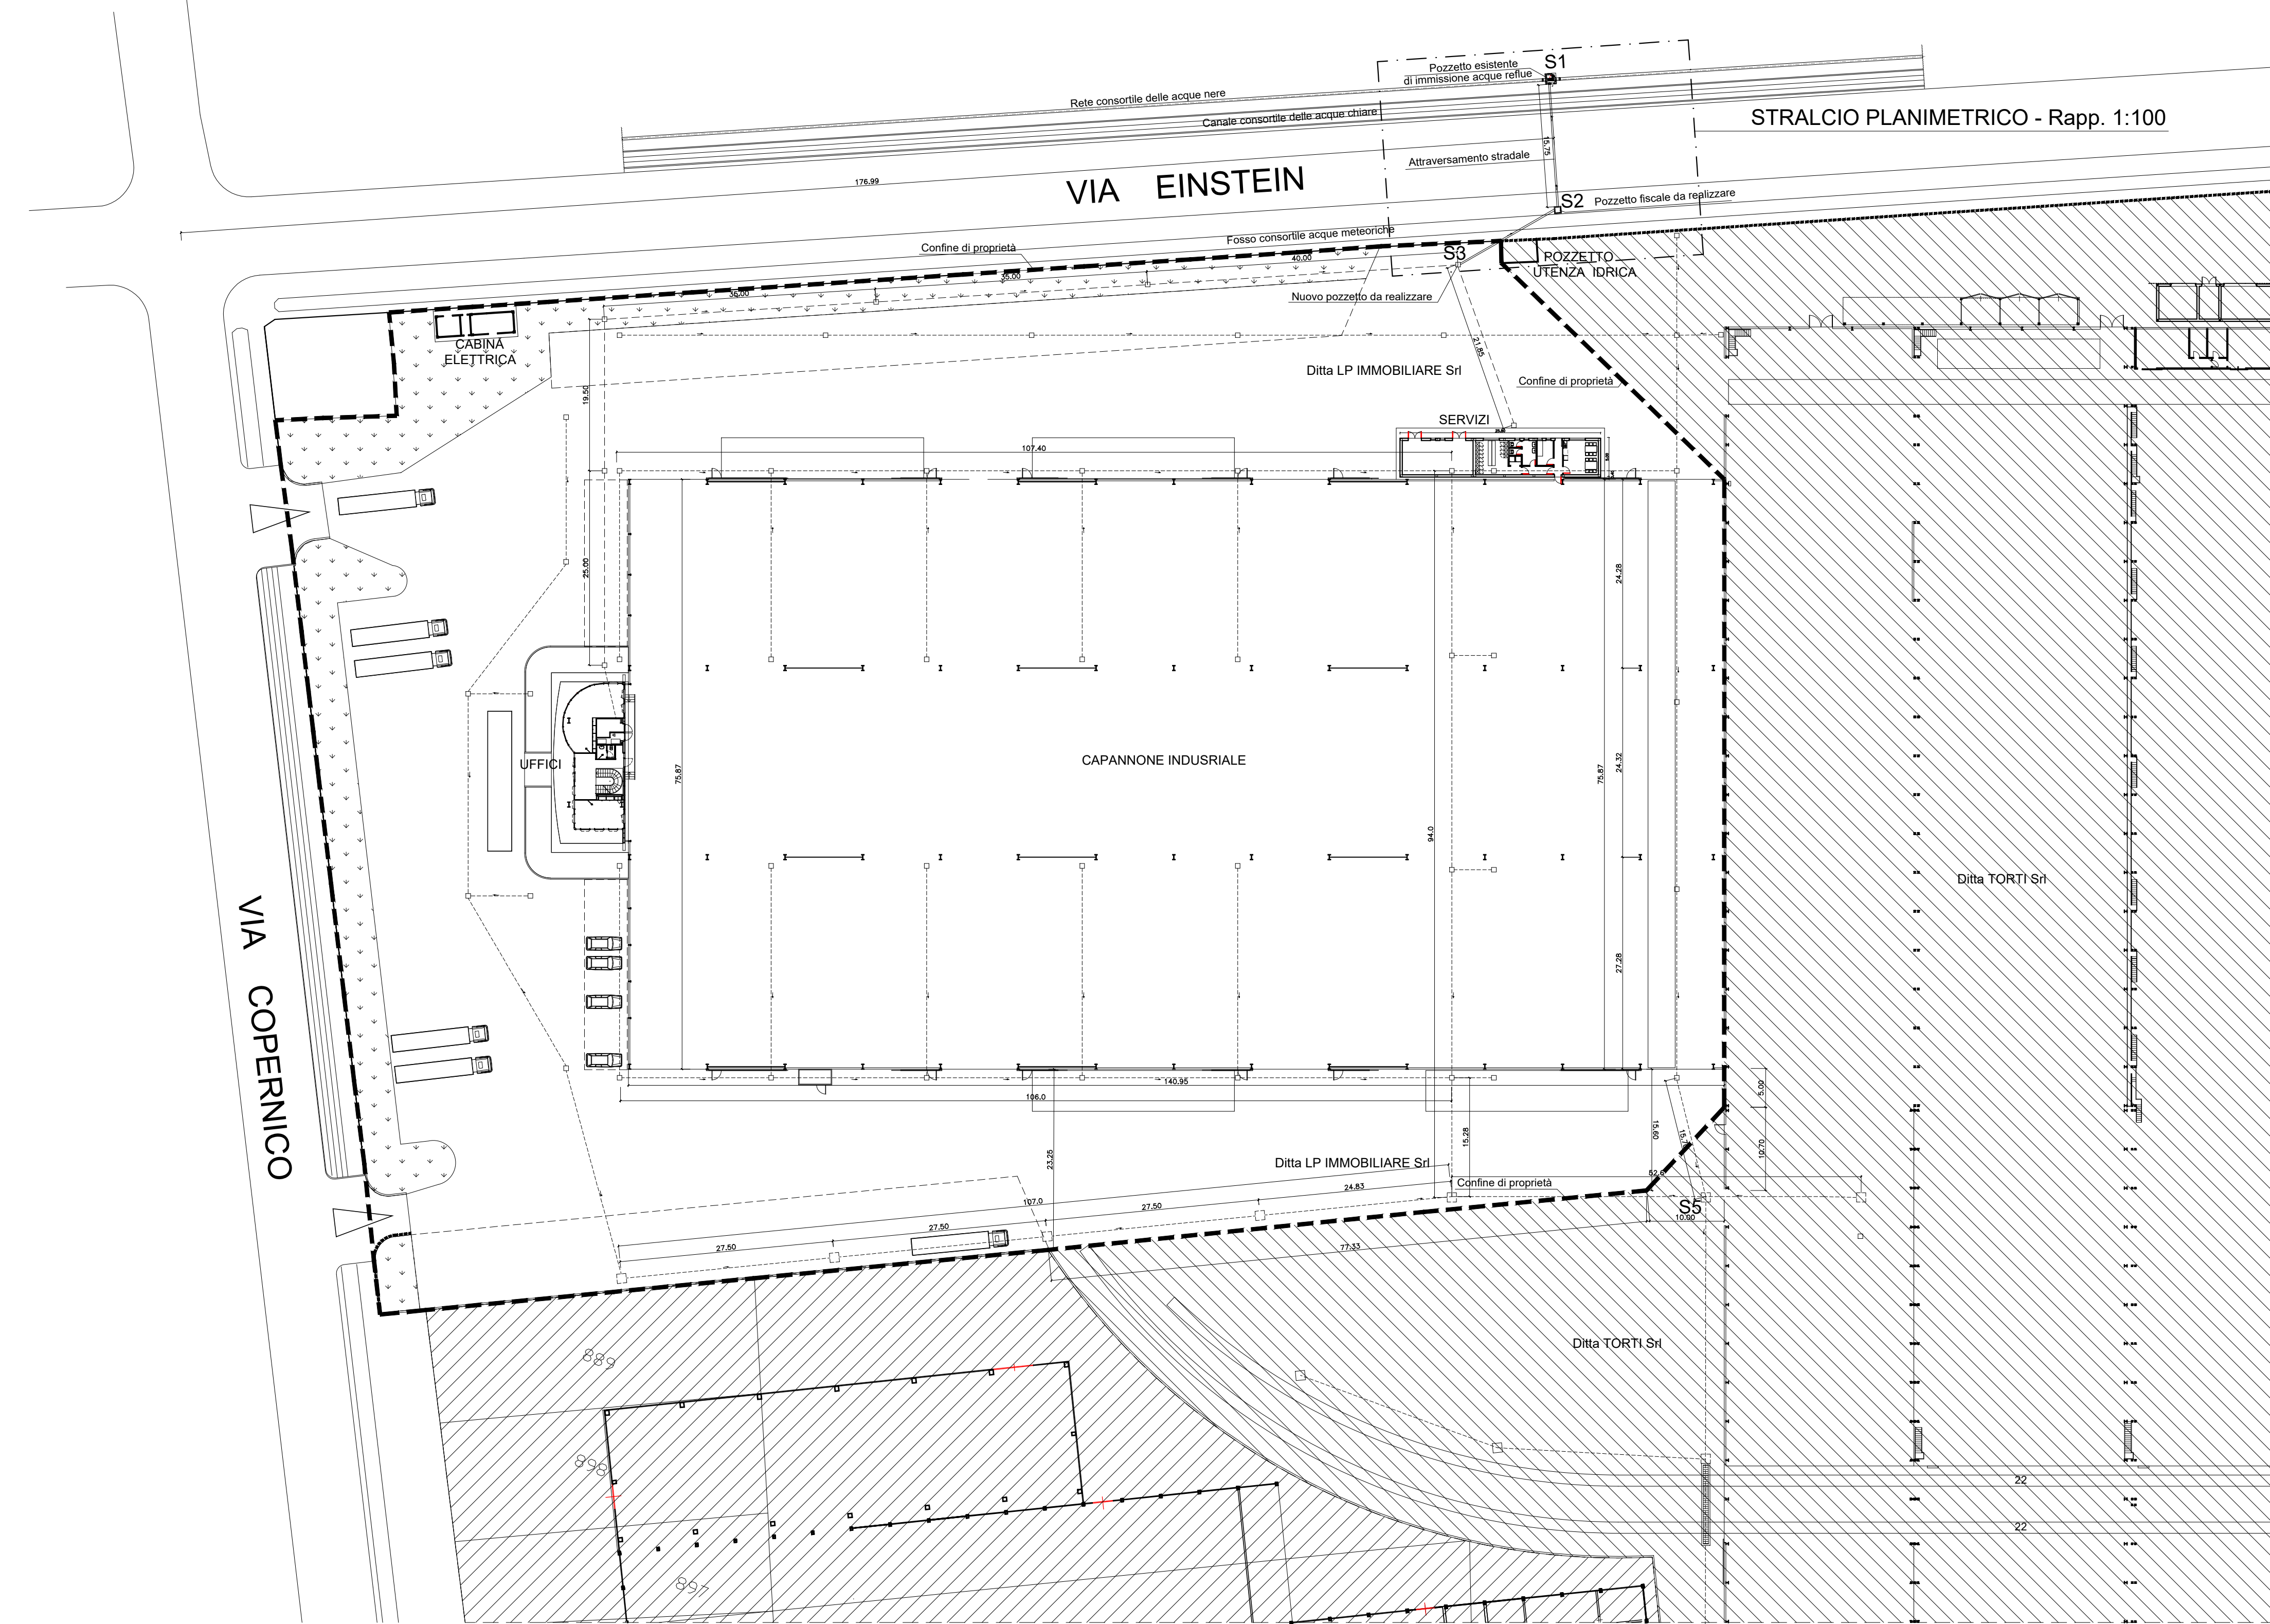 S1
Pozzetto esistente
di immissione acque reflue
Rete consortile delle acque nere
Canale consortile delle acque chiare
STRALCIO PLANIMETRICO - Rapp. 1:100
15.75
Attraversamento stradale
176.99
VIA EINSTEIN
S2
Pozzetto fiscale da realizzare
Fosso consortile acque meteoriche
Confine di proprietà
S3
POZZETTO
UTENZA IDRICA
40.00
35.00
35.00
Nuovo pozzetto da realizzare
CABINA
ELETTRICA
21.85
Ditta LP IMMOBILIARE Srl
Confine di proprietà
19.50
SERVIZI
107.40
25.00
24.28
UFFICI
CAPANNONE INDUSRIALE
75.87
75.87
24.32
94.0
Ditta TORTI Srl
VIA COPERNICO
27.28
140.95
106.0
5.00
15.28
15.60
10.70
23.25
Ditta LP IMMOBILIARE Srl
Confine di proprietà
24.83
107.0
27.50
27.50
27.50
S5
10.00
77.33
Ditta TORTI Srl
889
898
897
22
22